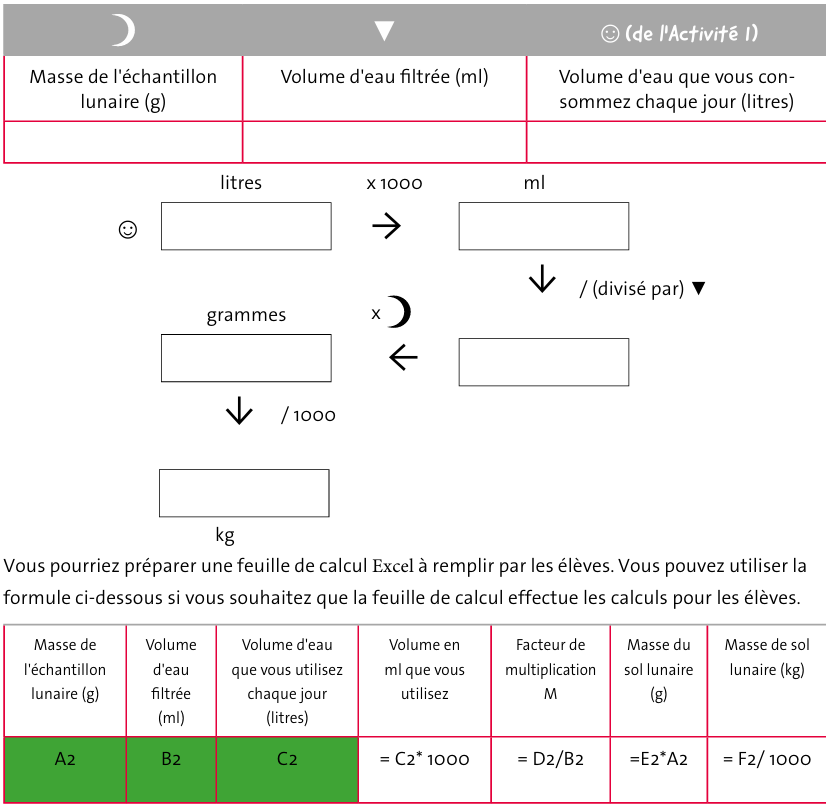 ☺ (de l'Activité 1)
Masse de l'échantillon lunaire (g)
Volume d'eau filtrée (ml)
Volume d'eau que vous con-sommez chaque jour (litres)
litres x 1000 ml
/ (divisé par) ▼
grammes x
/ 1000
kg
Vous pourriez préparer une feuille de calcul Excel à remplir par les élèves. Vous pouvez utiliser la
formule ci-dessous si vous souhaitez que la feuille de calcul effectue les calculs pour les élèves.
Masse de l'échantillon lunaire (g)
Volume d'eau filtrée (ml)
Volume d'eau que vous utilisez chaque jour (litres)
Volume en ml que vous utilisez
Facteur de multiplication M
Masse du sol lunaire (g)
Masse de sol lunaire (kg)
A2 B2 C2 = C2* 1000 = D2/B2 =E2*A2 = F2/ 1000